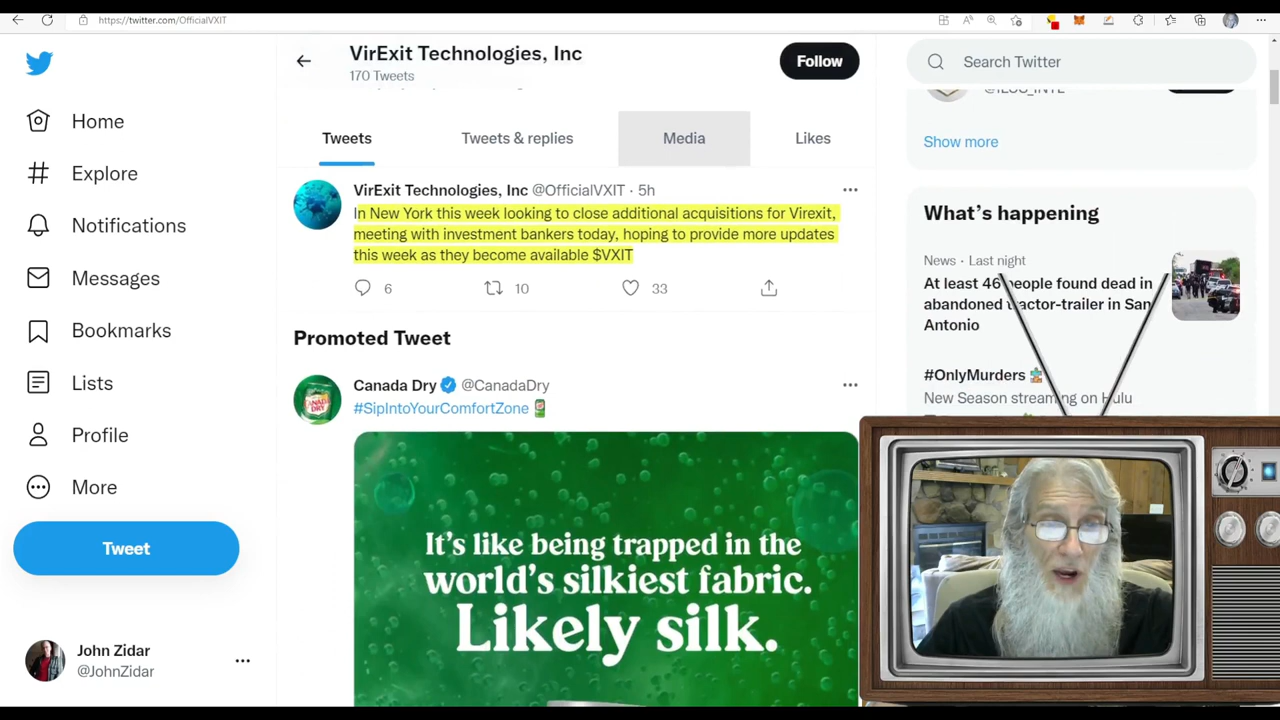 https://twitter.com/OfficialVXIT
VirExit Technologies, Inc
170 Tweets
Follow
Search Twitter
Home
Explore
Notifications
Messages
Bookmarks
Lists
Profile
More
Tweet
John Zidar
@JohnZidar
Tweets
Tweets & replies
Media
Likes
VirExit Technologies, Inc @OfficialVXIT · 5h
In New York this week looking to close additional acquisitions for Virexit,
meeting with investment bankers today, hoping to provide more updates
this week as they become available $VXIT
6
10
33
Promoted Tweet
Canada Dry @CanadaDry
#SipIntoYourComfortZone
CANADA DRY
It's like being trapped in the
world's silkiest fabric.
Likely silk.
Show more
What's happening
News · Last night
At least 46 people found dead in
abandoned tractor-trailer in San
Antonio
#OnlyMurders
New Season streaming on Hulu